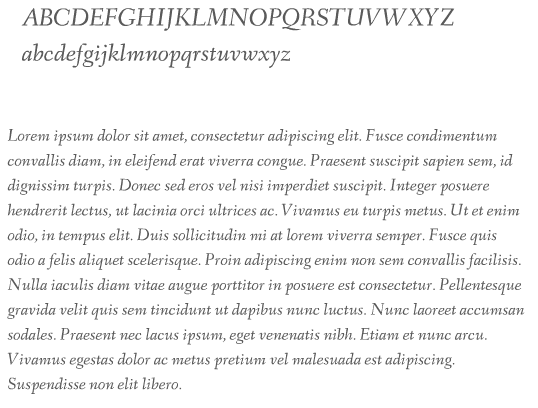 ABCDEFGHIJKLMNOPQRSTUVWXYZ
abcdefgijklmnopqrstuvwxyz
Lorem ipsum dolor sit amet, consectetur adipiscing elit. Fusce condimentum
convallis diam, in eleifend erat viverra congue. Praesent suscipit sapien sem, id
dignissim turpis. Donec sed eros vel nisi imperdiet suscipit. Integer posuere
hendrerit lectus, ut lacinia orci ultrices ac. Vivamus eu turpis metus. Ut et enim
odio, in tempus elit. Duis sollicitudin mi at lorem viverra semper. Fusce quis
odio a felis aliquet scelerisque. Proin adipiscing enim non sem convallis facilisis.
Nulla iaculis diam vitae augue porttitor in posuere est consectetur. Pellentesque
gravida velit quis sem tincidunt ut dapibus nunc luctus. Nunc laoreet accumsan
sodales. Praesent nec lacus ipsum, eget venenatis nibh. Etiam et nunc arcu.
Vivamus egestas dolor ac metus pretium vel malesuada est adipiscing.
Suspendisse non elit libero.